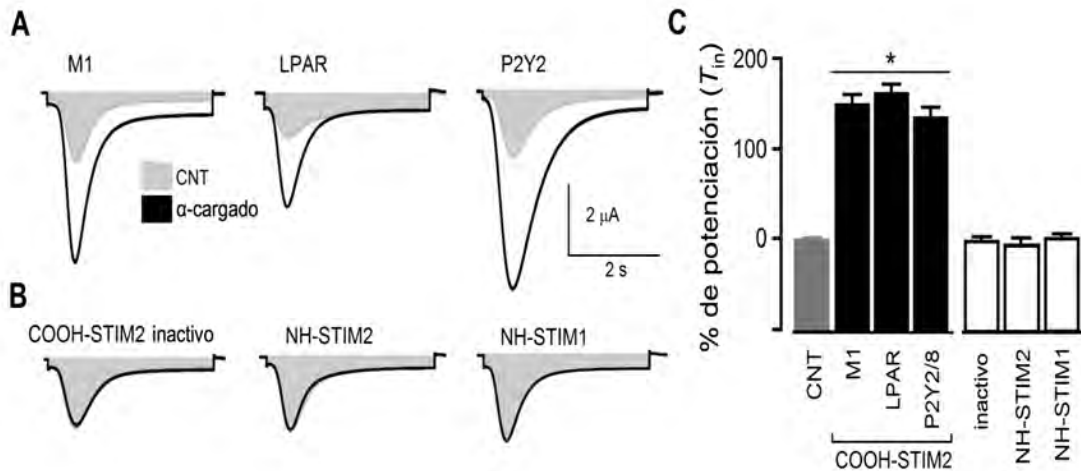 A
M1
LPAR
P2Y2
CNT
α-cargado
2 µA
2 s
B
COOH-STIM2 inactivo
NH-STIM2
NH-STIM1
C
% de potenciación (Tin)
200
100
0
*
CNT
M1
LPAR
P2Y2/8
inactivo
NH-STIM2
NH-STIM1
COOH-STIM2